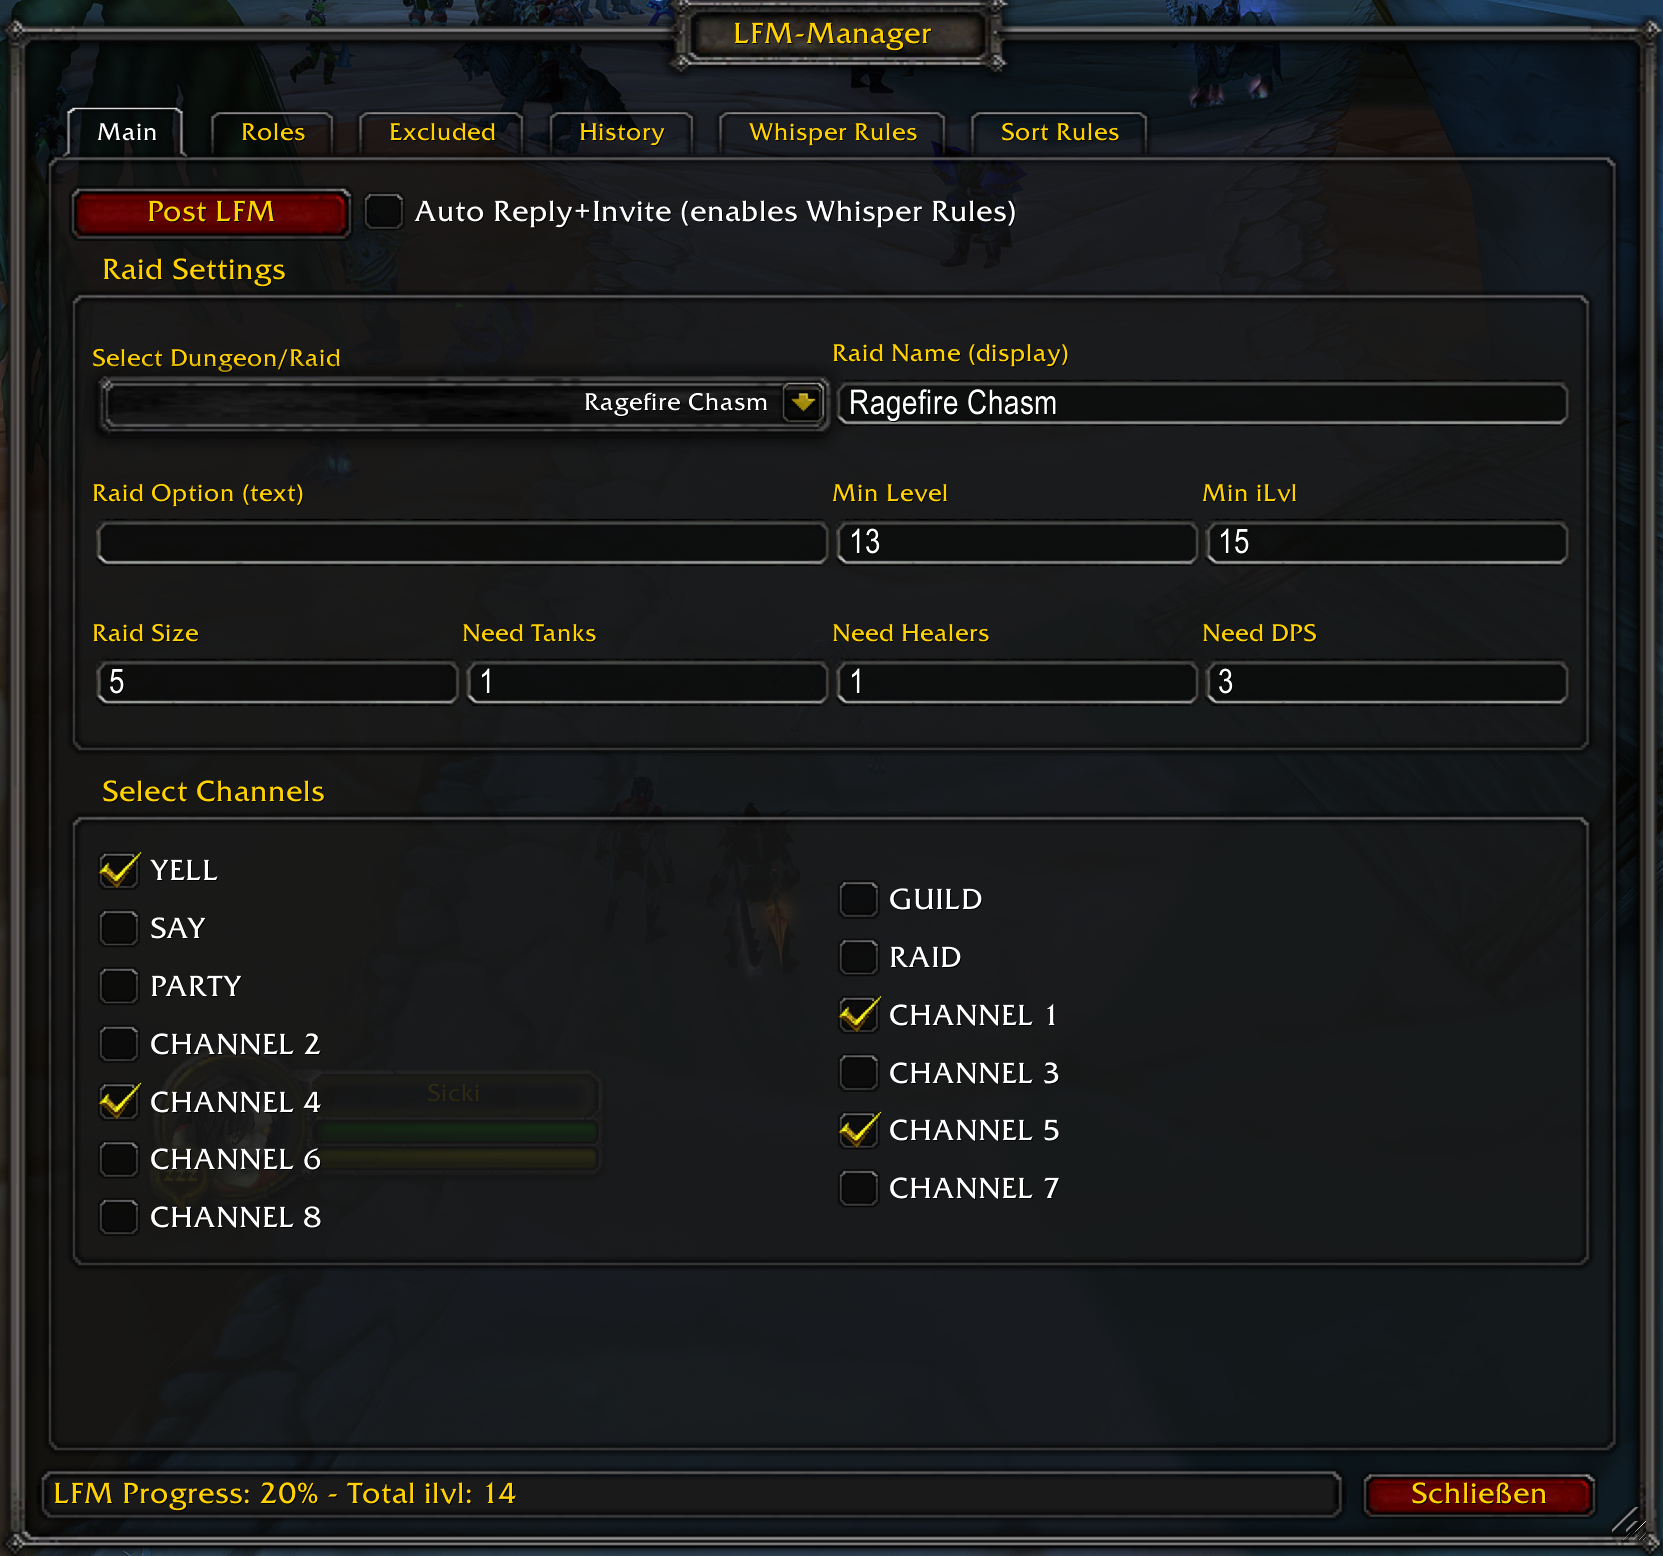 LFM-Manager
Main Roles Excluded History Whisper Rules Sort Rules
Post LFM Auto Reply+Invite (enables Whisper Rules)
Raid Settings
Select Dungeon/Raid Raid Name (display)
Ragefire Chasm Ragefire Chasm
Raid Option (text) Min Level Min iLvl
13 15
Raid Size Need Tanks Need Healers Need DPS
5 1 1 3
Select Channels
YELL
SAY
PARTY
CHANNEL 2
CHANNEL 4
CHANNEL 6
CHANNEL 8
GUILD
RAID
CHANNEL 1
CHANNEL 3
CHANNEL 5
CHANNEL 7
Sicki
LFM Progress: 20% - Total ilvl: 14
Schließen